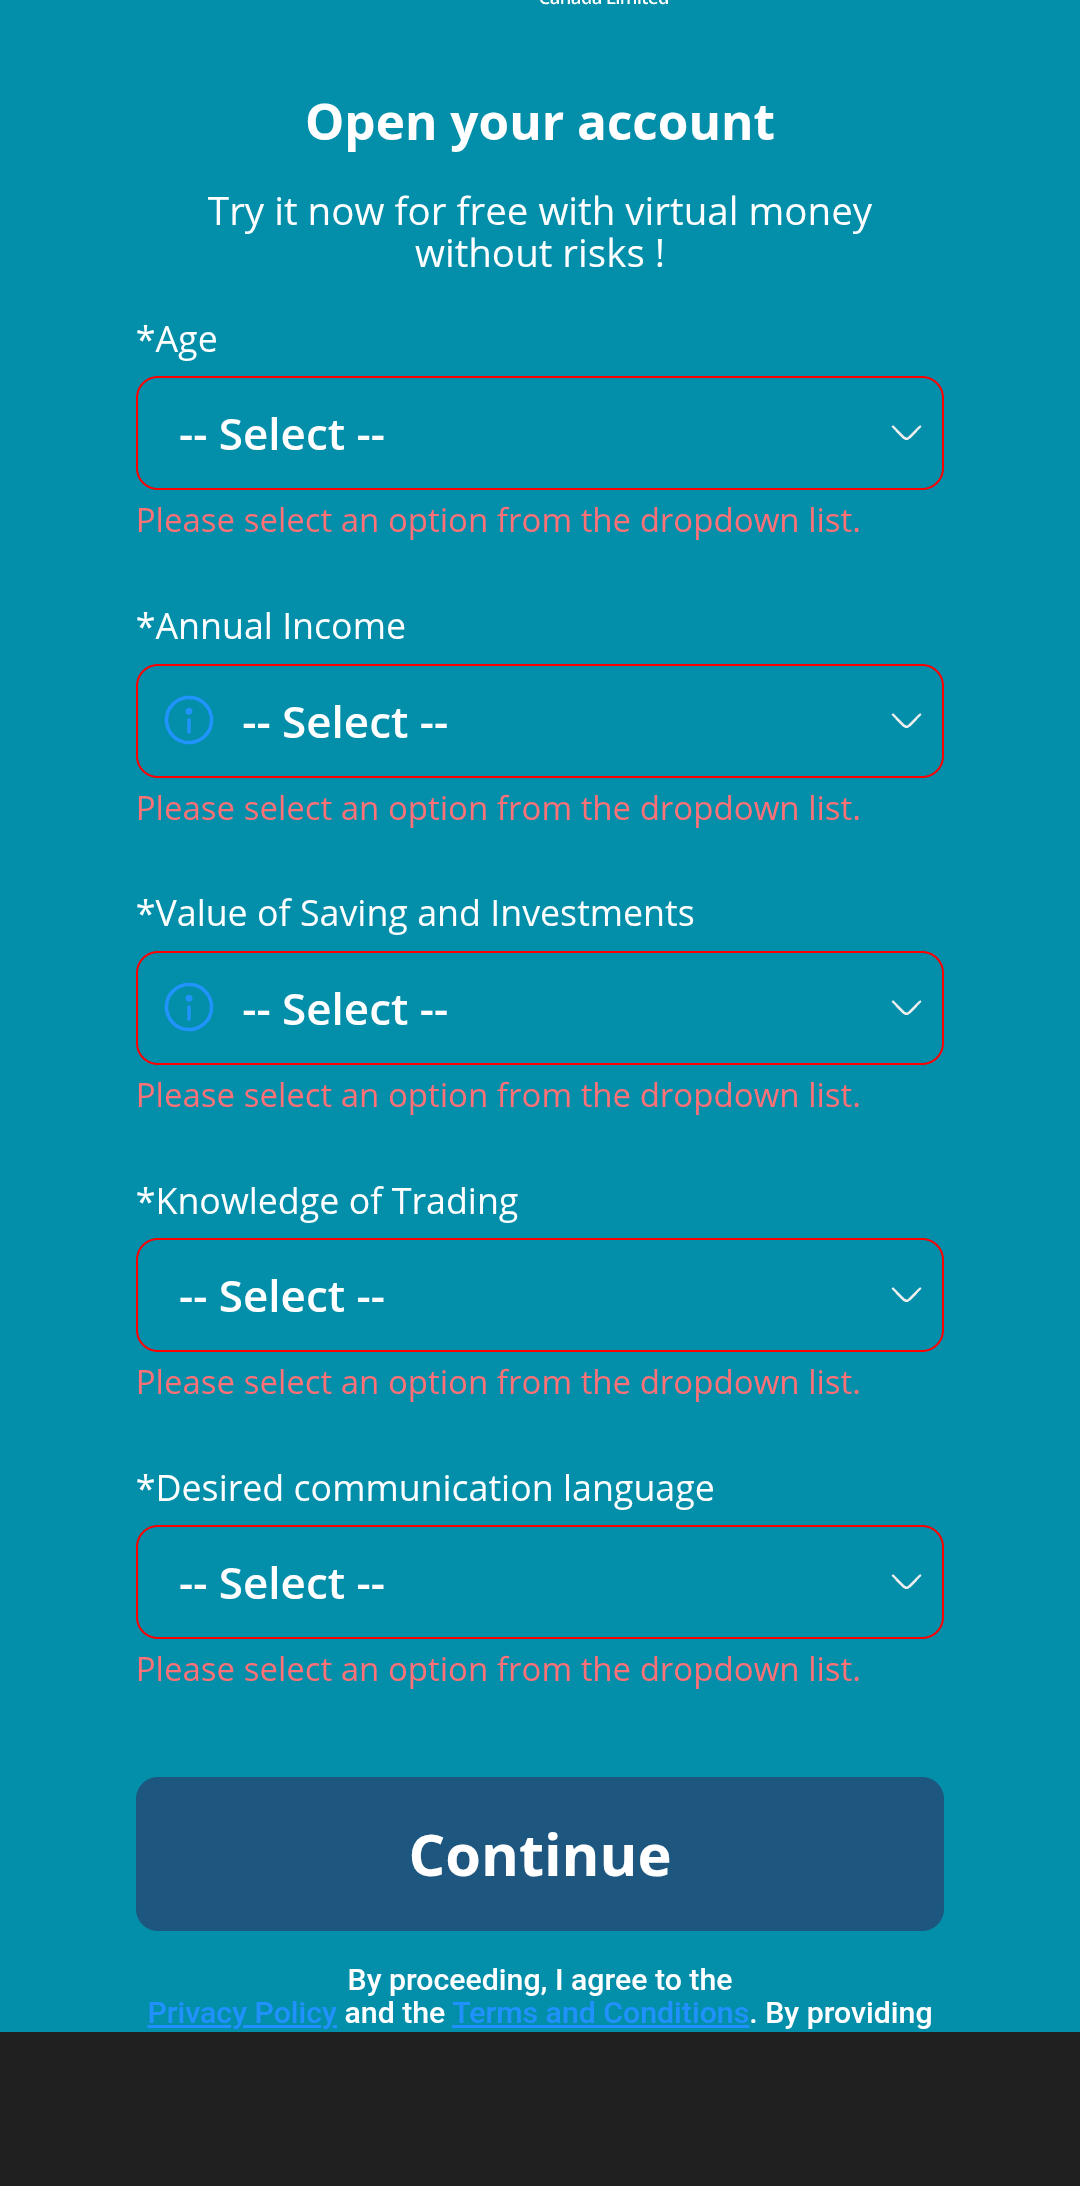 Canada Limited
Open your account
Try it now for free with virtual money
without risks !
*Age
-- Select --
Please select an option from the dropdown list.
*Annual Income
-- Select --
Please select an option from the dropdown list.
*Value of Saving and Investments
-- Select --
Please select an option from the dropdown list.
*Knowledge of Trading
-- Select --
Please select an option from the dropdown list.
*Desired communication language
-- Select --
Please select an option from the dropdown list.
Continue
By proceeding, I agree to the
Privacy Policy and the Terms and Conditions. By providing